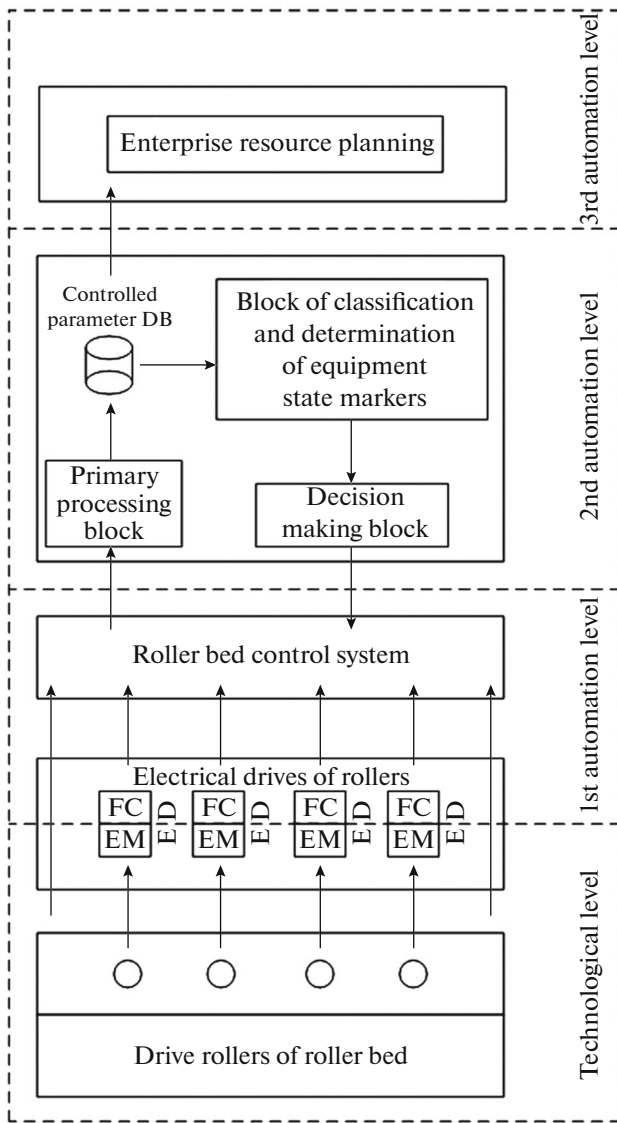 3rd automation level
Enterprise resource planning
2nd automation level
Controlled
parameter DB
Block of classification
and determination
of equipment
state markers
Primary
processing
block
Decision
making block
1st automation level
Roller bed control system
Electrical drives of rollers
FC
EM
ED
FC
EM
ED
FC
EM
ED
FC
EM
ED
Technological level
Drive rollers of roller bed